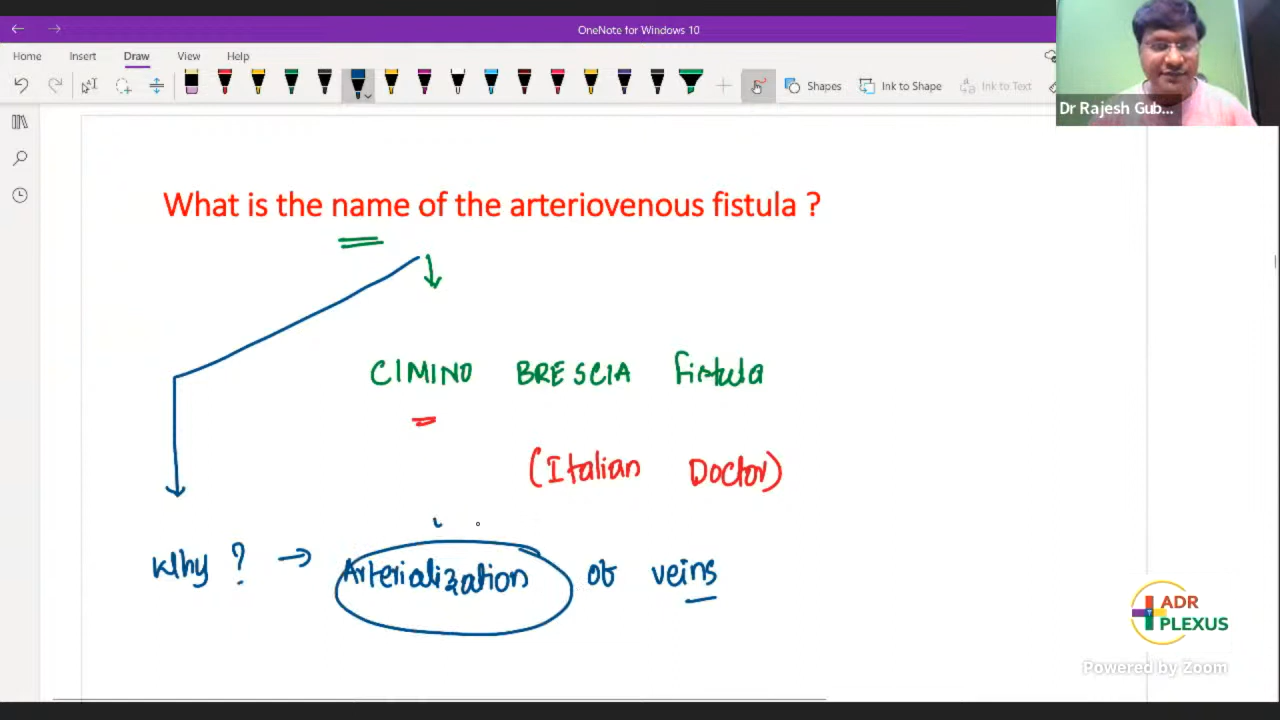 OneNote for Windows 10
Home Insert Draw View Help
Shapes Ink to Shape Ink to Text
Dr Rajesh Gub...
What is the name of the arteriovenous fistula ?
CIMINO BRESCIA fistula
(Italian Doctor)
Why ? → Arterialization of veins
ADR
PLEXUS
Powered by Zoom